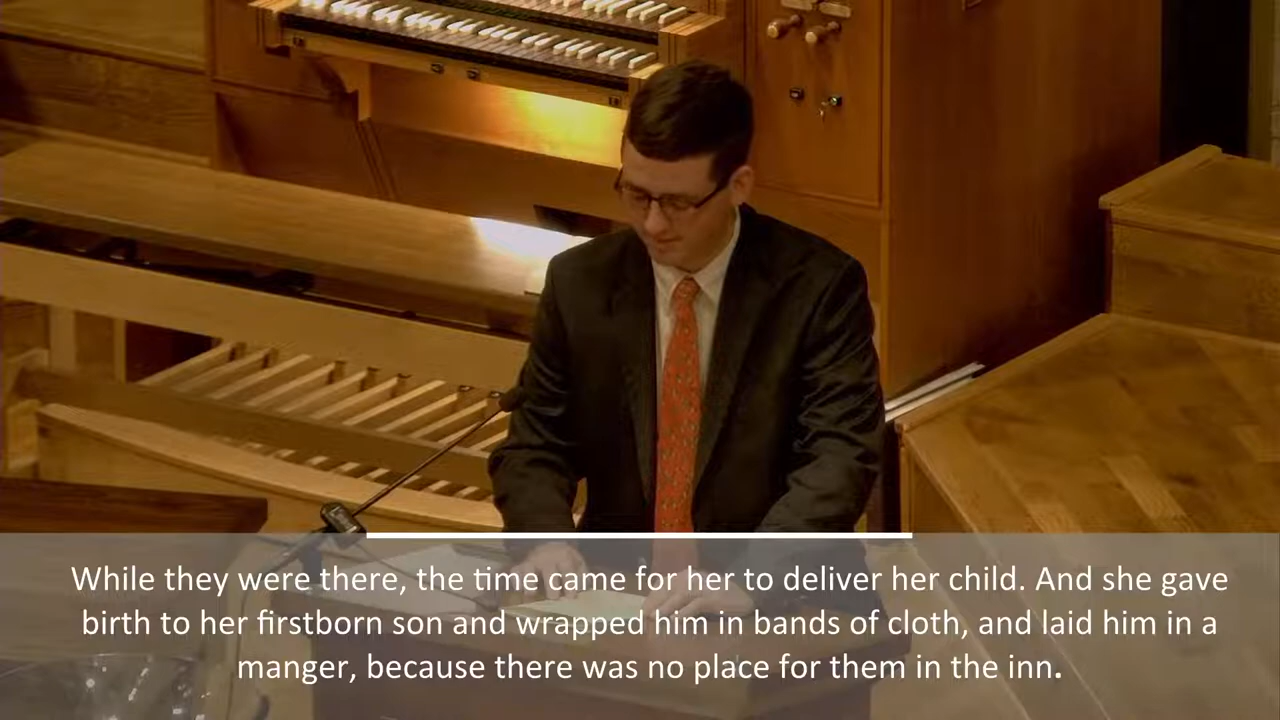 While they were there, the time came for her to deliver her child. And she gave
birth to her firstborn son and wrapped him in bands of cloth, and laid him in a
manger, because there was no place for them in the inn.